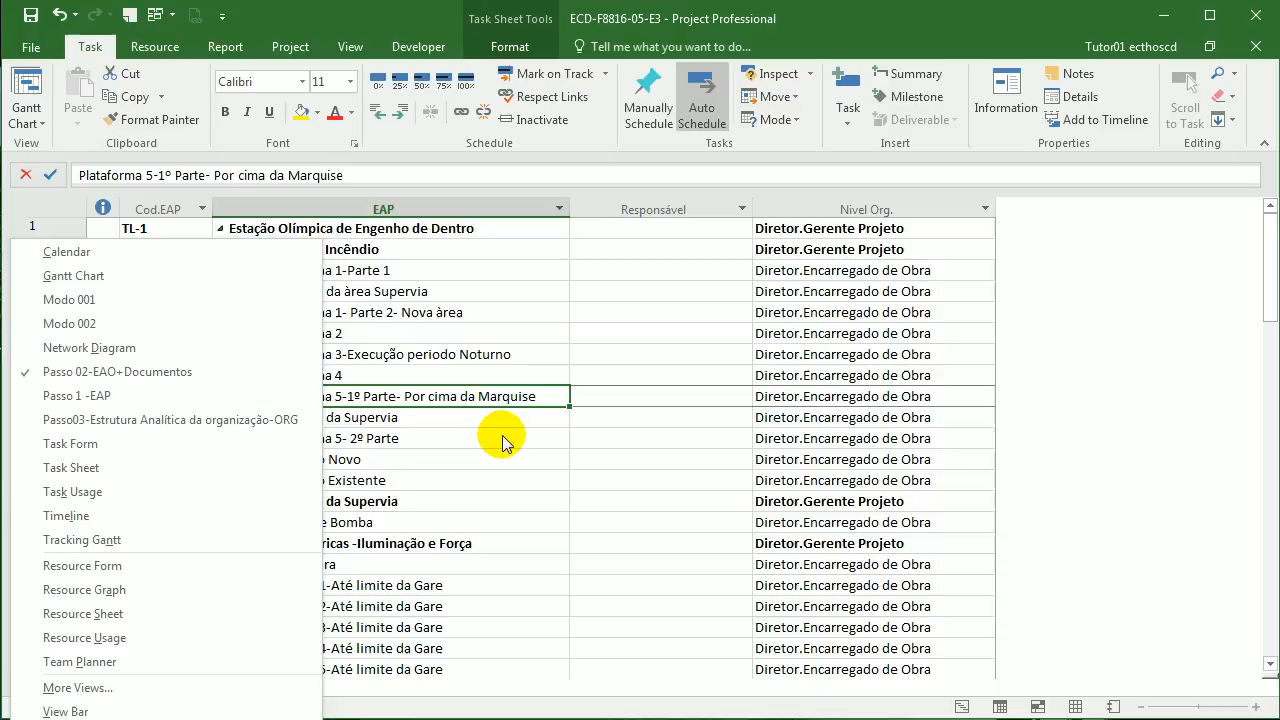 Task Sheet Tools
ECD-F8816-05-E3 - Project Professional
File
Task
Resource
Report
Project
View
Developer
Format
Tell me what you want to do...
Tutor01 ecthoscd
Gantt
Chart
View
Paste
Cut
Copy
Format Painter
Clipboard
Calibri
11
B I U A
Font
0% 25% 50% 75% 100%
Mark on Track
Respect Links
Inactivate
Schedule
Manually
Schedule
Auto
Schedule
Inspect
Move
Mode
Tasks
Task
Summary
Milestone
Deliverable
Insert
Information
Notes
Details
Add to Timeline
Properties
Scroll
to Task
Editing
Plataforma 5-1º Parte- Por cima da Marquise
Cod.EAP
EAP
Responsável
Nivel Org.
1 TL-1 Estação Olímpica de Engenho de Dentro Diretor.Gerente Projeto
Incêndio Diretor.Gerente Projeto
a 1-Parte 1 Diretor.Encarregado de Obra
da àrea Supervia Diretor.Encarregado de Obra
a 1- Parte 2- Nova àrea Diretor.Encarregado de Obra
a 2 Diretor.Encarregado de Obra
a 3-Execução periodo Noturno Diretor.Encarregado de Obra
a 4 Diretor.Encarregado de Obra
a 5-1º Parte- Por cima da Marquise Diretor.Encarregado de Obra
da Supervia Diretor.Encarregado de Obra
a 5- 2º Parte Diretor.Encarregado de Obra
o Novo Diretor.Encarregado de Obra
o Existente Diretor.Encarregado de Obra
da Supervia Diretor.Gerente Projeto
e Bomba Diretor.Encarregado de Obra
ricas -Iluminação e Força Diretor.Gerente Projeto
ra Diretor.Encarregado de Obra
1-Até limite da Gare Diretor.Encarregado de Obra
2-Até limite da Gare Diretor.Encarregado de Obra
3-Até limite da Gare Diretor.Encarregado de Obra
4-Até limite da Gare Diretor.Encarregado de Obra
5-Até limite da Gare Diretor.Encarregado de Obra
Calendar
Gantt Chart
Modo 001
Modo 002
Network Diagram
Passo 02-EAO+Documentos
Passo 1 -EAP
Passo03-Estrutura Analítica da organização-ORG
Task Form
Task Sheet
Task Usage
Timeline
Tracking Gantt
Resource Form
Resource Graph
Resource Sheet
Resource Usage
Team Planner
More Views...
View Bar